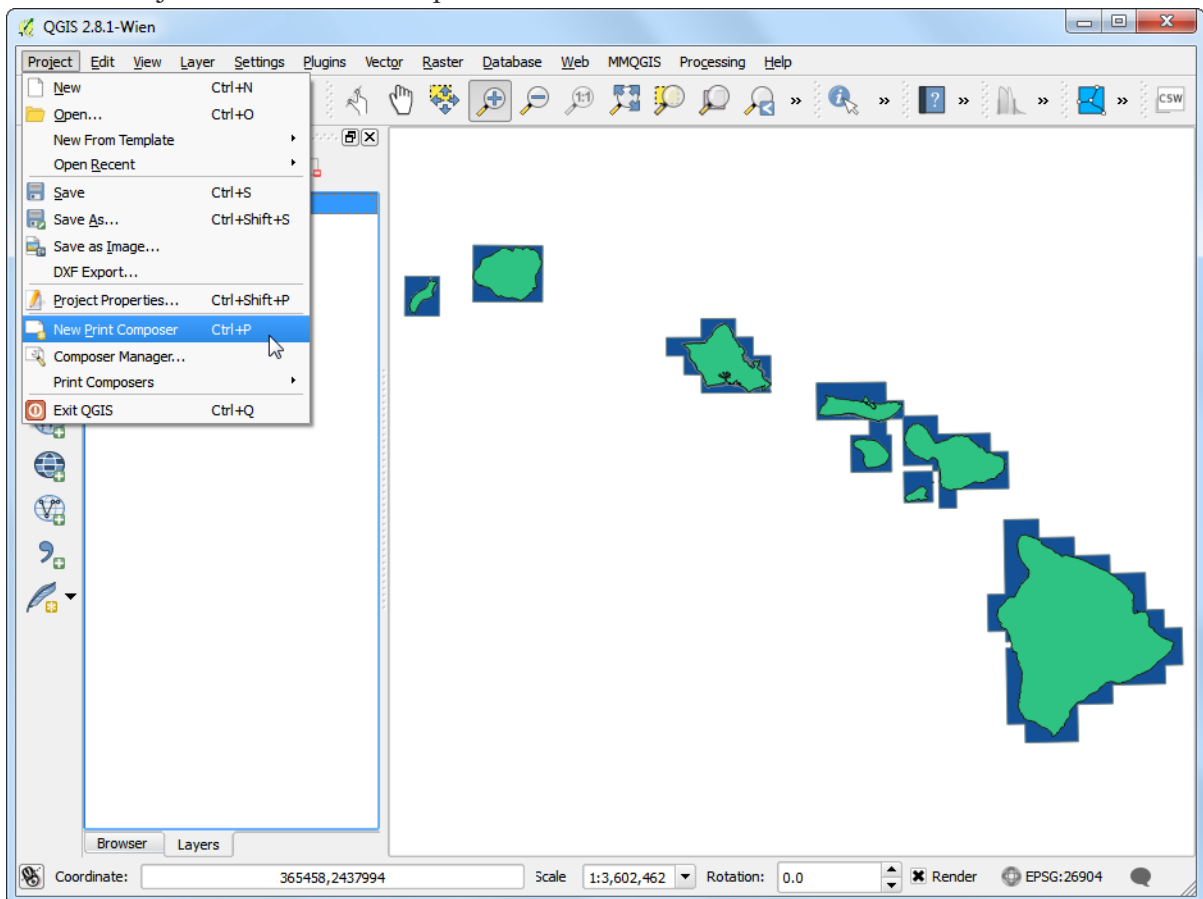 QGIS 2.8.1-Wien
Project Edit View Layer Settings Plugins Vector Raster Database Web MMQGIS Processing Help
New Ctrl+N
Open... Ctrl+O
New From Template
Open Recent
Save Ctrl+S
Save As... Ctrl+Shift+S
Save as Image...
DXF Export...
Project Properties... Ctrl+Shift+P
New Print Composer Ctrl+P
Composer Manager...
Print Composers
Exit QGIS Ctrl+Q
1:1
CSW
Browser Layers
Coordinate: 365458,2437994 Scale 1:3,602,462 Rotation: 0.0 Render EPSG:26904